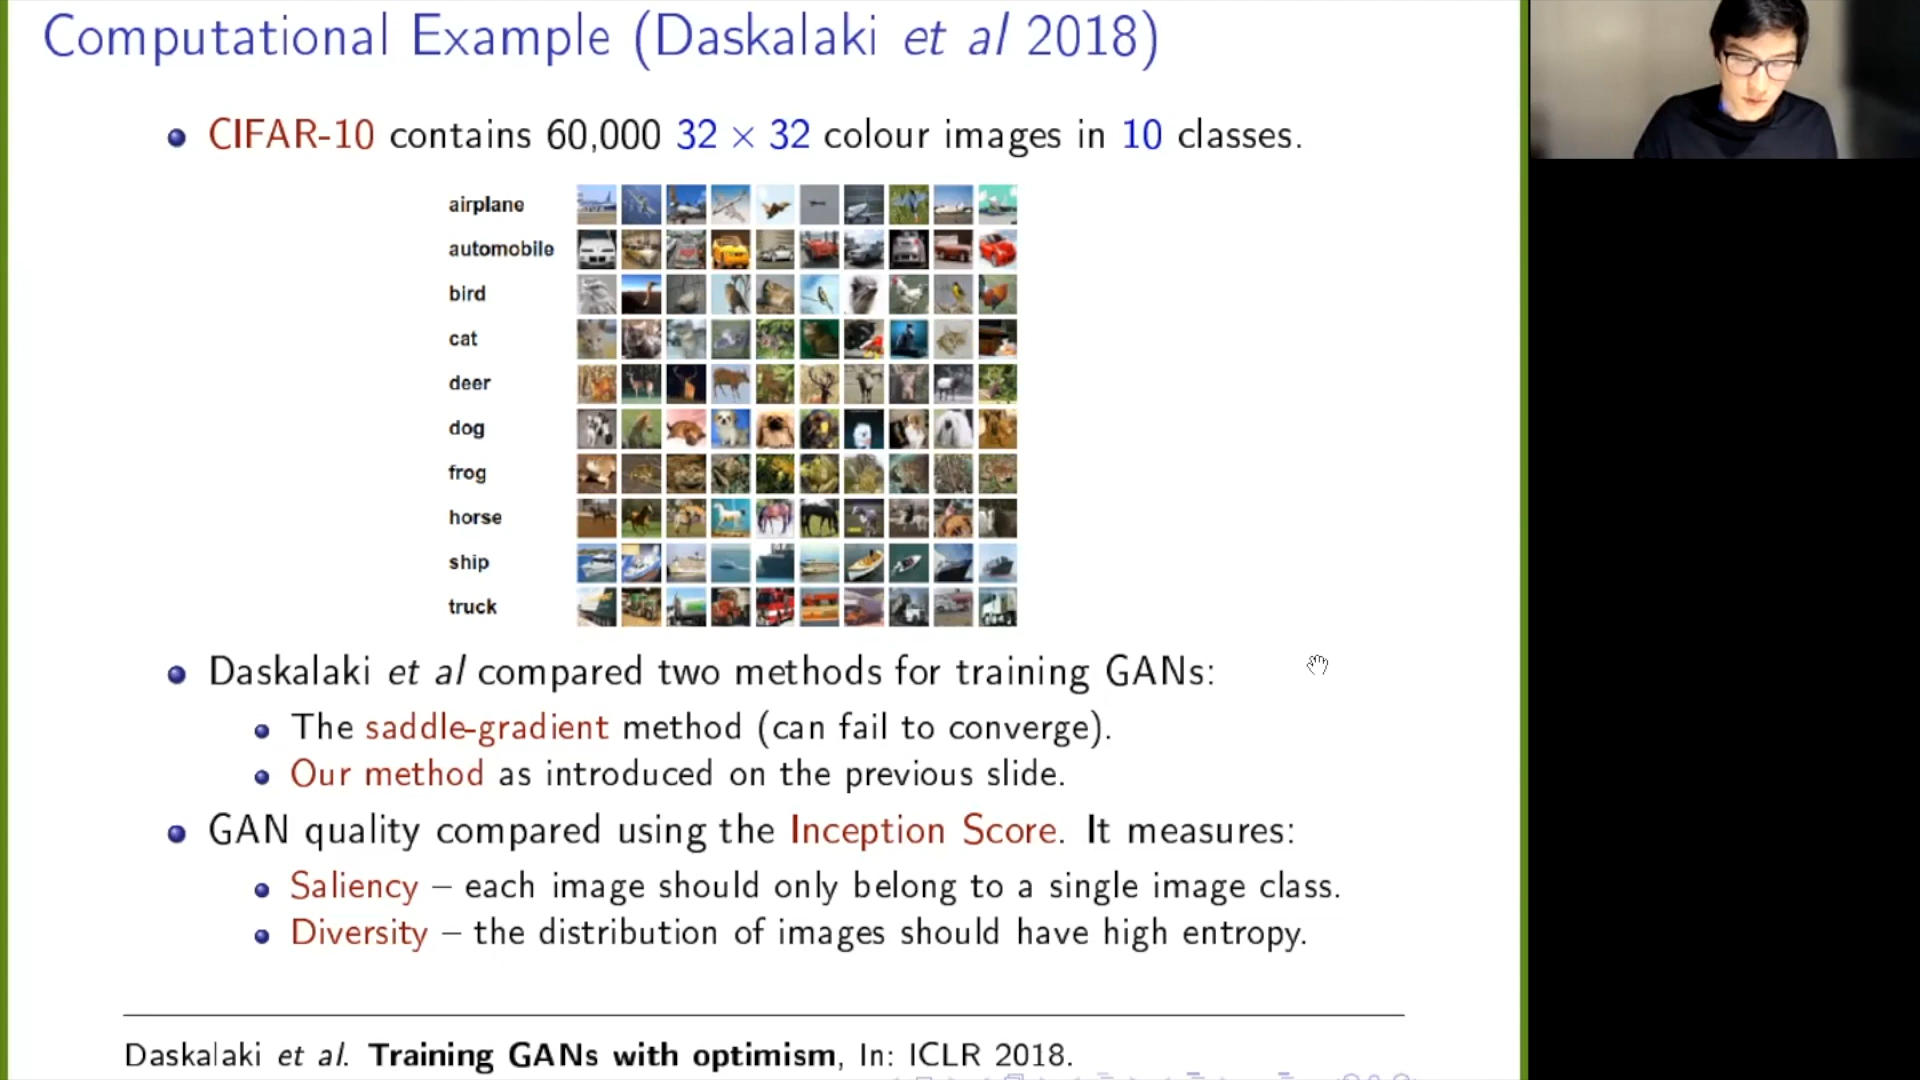 Computational Example (Daskalaki et al 2018)
CIFAR-10 contains 60,000 32 × 32 colour images in 10 classes.
airplane
automobile
bird
cat
deer
dog
frog
horse
ship
truck
Daskalaki et al compared two methods for training GANs:
The saddle-gradient method (can fail to converge).
Our method as introduced on the previous slide.
GAN quality compared using the Inception Score. It measures:
Saliency – each image should only belong to a single image class.
Diversity – the distribution of images should have high entropy.
Daskalaki et al. Training GANs with optimism, In: ICLR 2018.